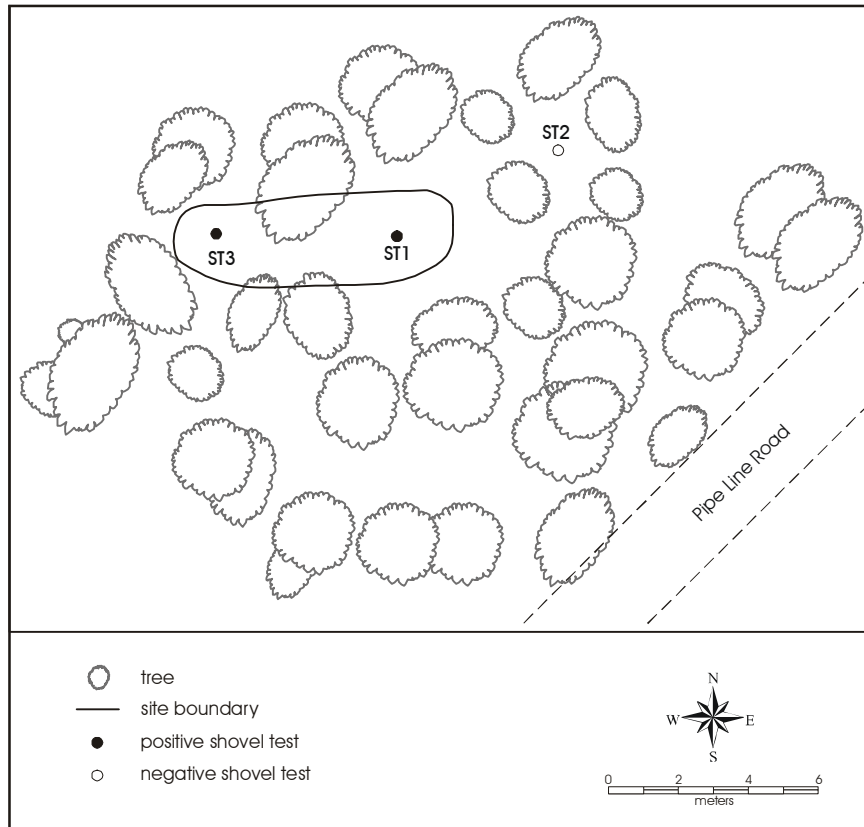 ST2
ST3
ST1
Pipe Line Road
tree
site boundary
positive shovel test
negative shovel test
N
W E
S
0 2 4 6
meters